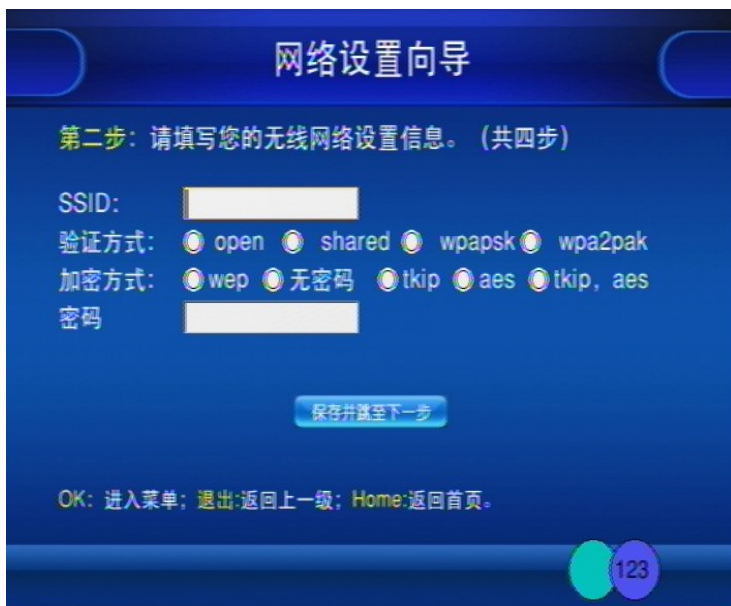 网络设置向导
第二步：请填写您的无线网络设置信息。（共四步）
SSID:
验证方式: open shared wpapsk wpa2pak
加密方式: wep 无密码 tkip aes tkip，aes
密码
保存并跳至下一步
OK: 进入菜单; 退出:返回上一级; Home:返回首页。
123